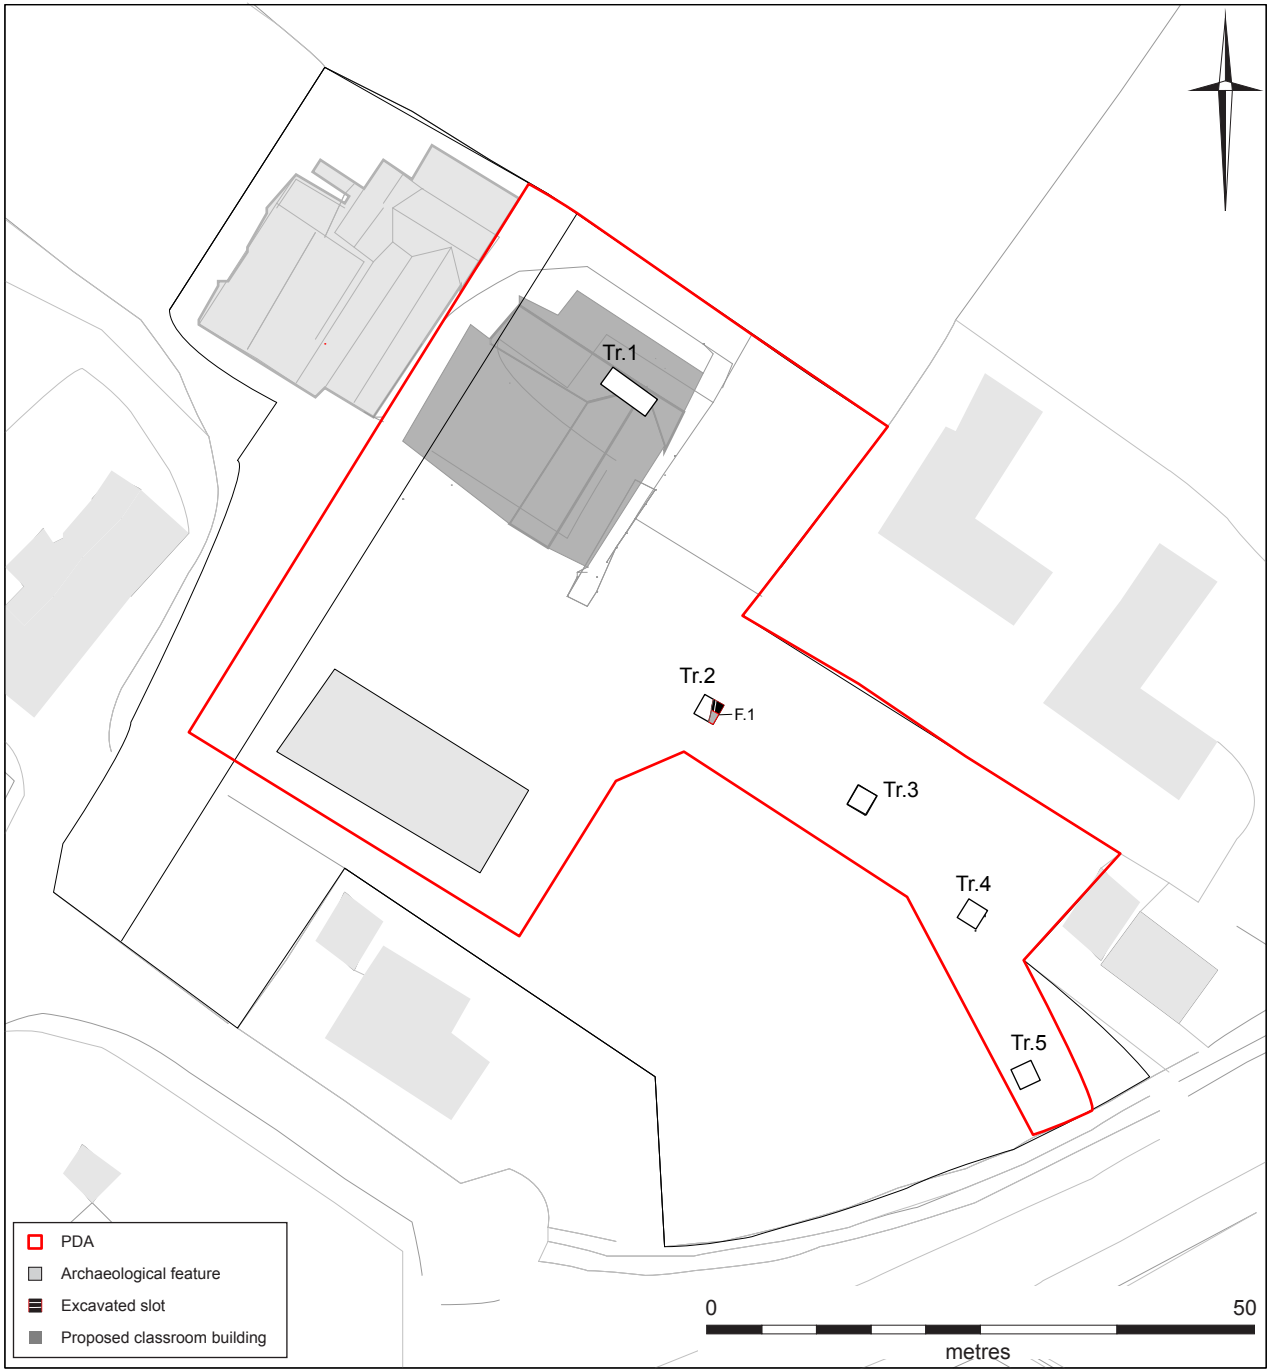 Tr.1
Tr.2
F.1
Tr.3
Tr.4
Tr.5
PDA
Archaeological feature
Excavated slot
Proposed classroom building
0 50
metres